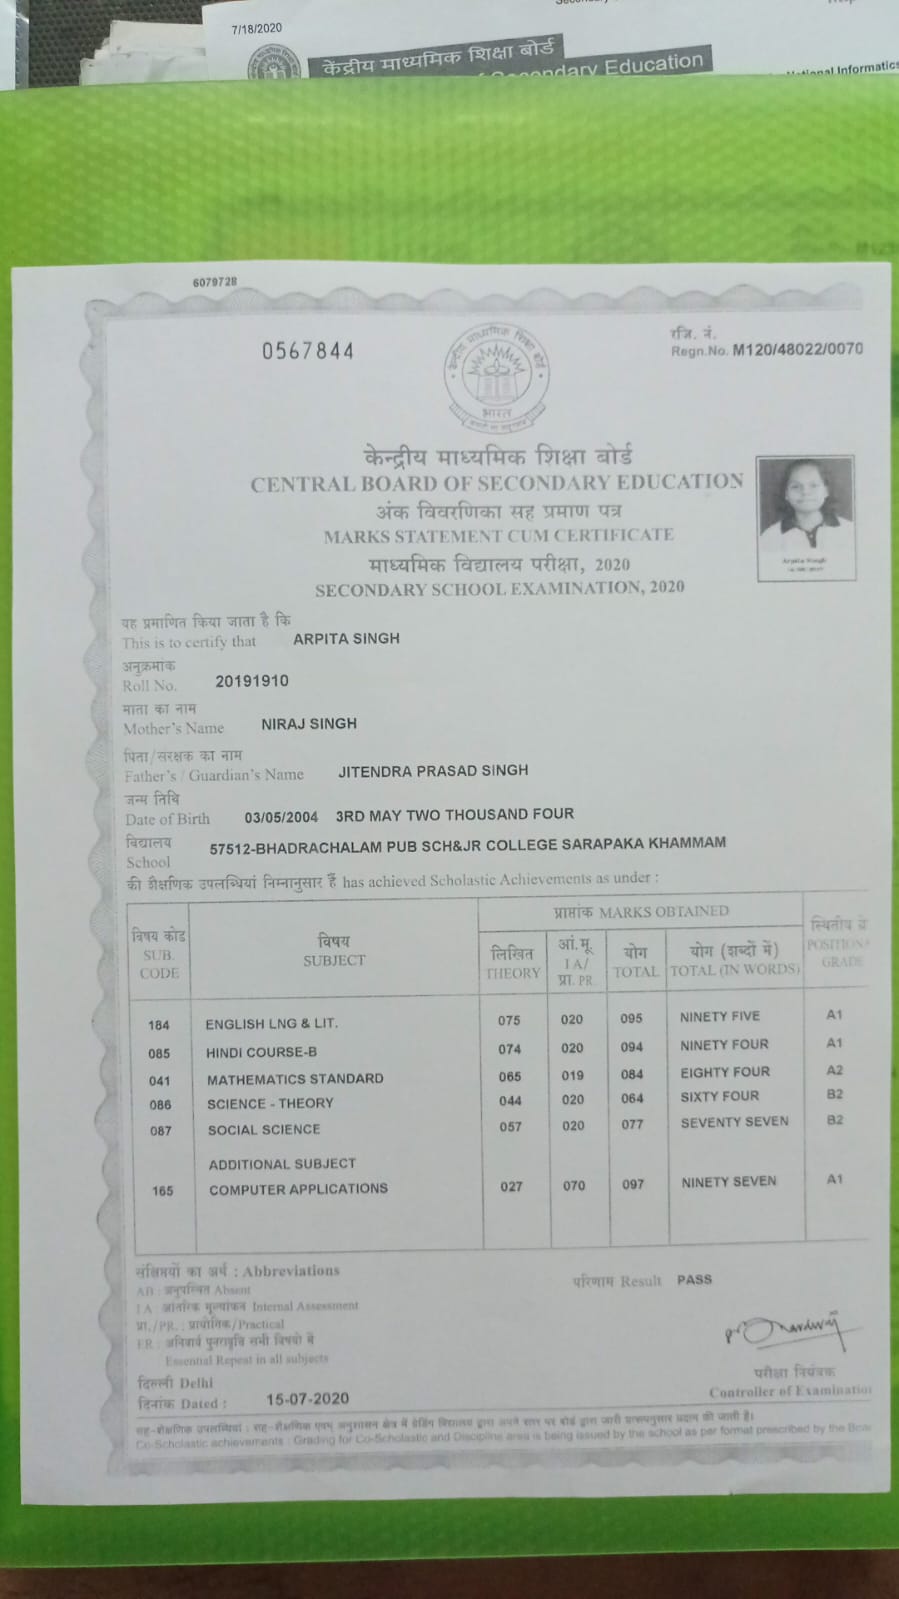 7/18/2020
केंद्रीय माध्यमिक शिक्षा बोर्ड
Secondary Education
Informatics
6079728
0567844
रजि. नं.
Regn.No. M120/48022/0070
भारत
केन्द्रीय माध्यमिक शिक्षा बोर्ड
CENTRAL BOARD OF SECONDARY EDUCATION
अंक विवरणिका सह प्रमाण पत्र
MARKS STATEMENT CUM CERTIFICATE
माध्यमिक विद्यालय परीक्षा, 2020
SECONDARY SCHOOL EXAMINATION, 2020
Arpita Singh
यह प्रमाणित किया जाता है कि
This is to certify that ARPITA SINGH
अनुक्रमांक
Roll No. 20191910
माता का नाम
Mother's Name NIRAJ SINGH
पिता/संरक्षक का नाम
Father's / Guardian's Name JITENDRA PRASAD SINGH
जन्म तिथि
Date of Birth 03/05/2004 3RD MAY TWO THOUSAND FOUR
विद्यालय
School 57512-BHADRACHALAM PUB SCH&JR COLLEGE SARAPAKA KHAMMAM
की शैक्षणिक उपलब्धियां निम्नानुसार हैं has achieved Scholastic Achievements as under :
प्राप्तांक MARKS OBTAINED
विषय कोड SUB. CODE विषय SUBJECT लिखित THEORY आं.मू. I A/ प्रा. PR. योग TOTAL योग (शब्दों में) TOTAL (IN WORDS) स्थितीय ग्रे POSITIONA GRADE
184 ENGLISH LNG & LIT. 075 020 095 NINETY FIVE A1
085 HINDI COURSE-B 074 020 094 NINETY FOUR A1
041 MATHEMATICS STANDARD 065 019 084 EIGHTY FOUR A2
086 SCIENCE - THEORY 044 020 064 SIXTY FOUR B2
087 SOCIAL SCIENCE 057 020 077 SEVENTY SEVEN B2
ADDITIONAL SUBJECT
165 COMPUTER APPLICATIONS 027 070 097 NINETY SEVEN A1
संक्षिप्तियों का अर्थ : Abbreviations
AB : अनुपस्थित Absent
I A : आंतरिक मूल्यांकन Internal Assessment
प्रा./PR. : प्रायोगिक/Practical
ER : अनिवार्य पुनरावृति सभी विषयों में
Essential Repeat in all subjects
परिणाम Result PASS
दिल्ली Delhi
दिनांक Dated : 15-07-2020
परीक्षा नियंत्रक
Controller of Examination
सह-शैक्षणिक उपलब्धियां : सह-शैक्षणिक एवम् अनुशासन क्षेत्र में ग्रेडिंग विद्यालय द्वारा अपने स्तर पर बोर्ड द्वारा जारी प्रारूपनुसार प्रदान की जाती है।
Co-Scholastic achievements : Grading for Co-Scholastic and Discipline area is being issued by the school as per format prescribed by the Boar